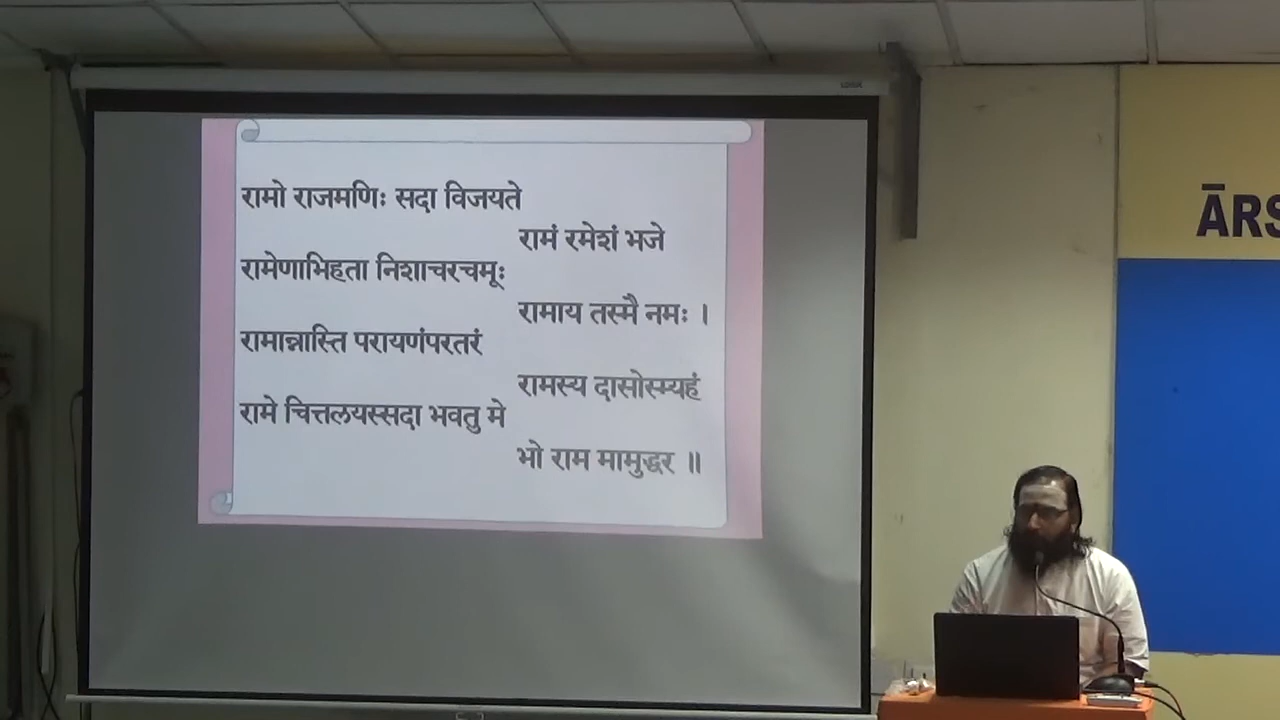 रामो राजमणिः सदा विजयते
रामं रमेशं भजे
रामेणाभिहता निशाचरचमूः
रामाय तस्मै नमः ।
रामान्नास्ति परायणंपरतरं
रामस्य दासोस्म्यहं
रामे चित्तलयस्सदा भवतु मे
भो राम मामुद्धर ॥
ĀRS